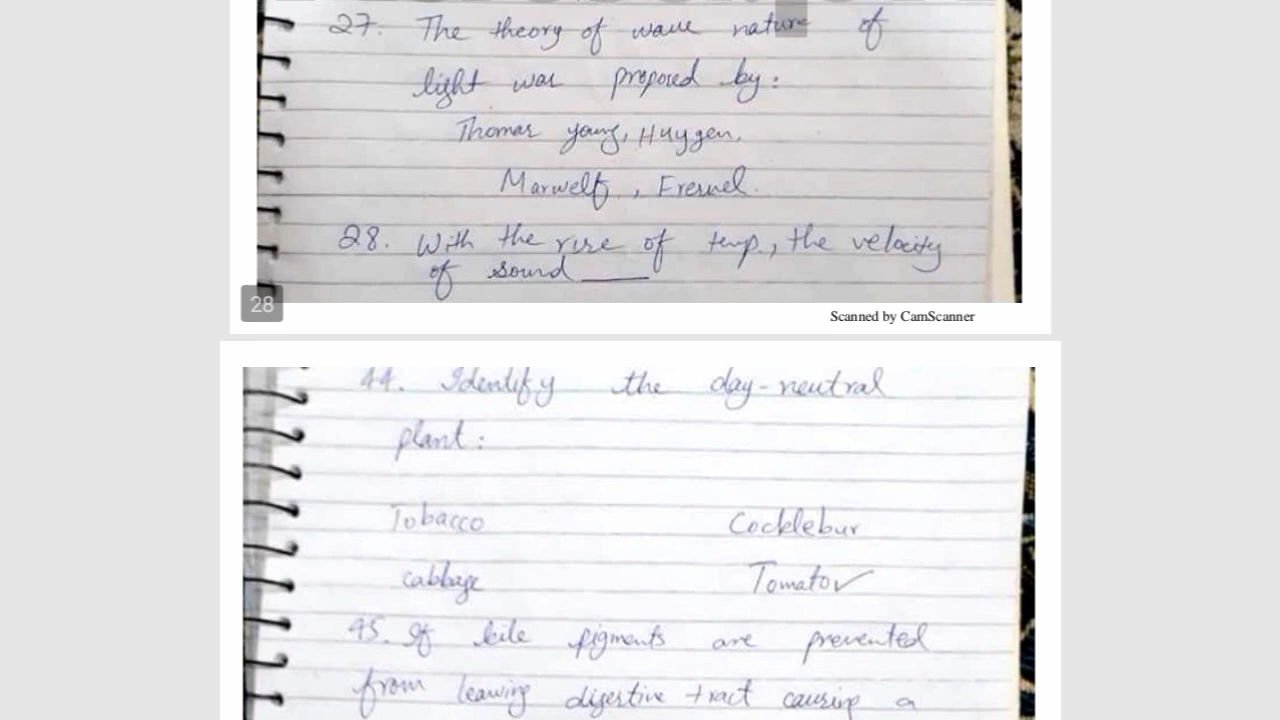 27. The theory of wave nature of
light was proposed by:
Thomas young, Huygen,
Maxwell , Fresnel.
28. With the rise of temp., the velocity
of sound ____
28
Scanned by CamScanner
44. Identify the day-neutral
plant:
Tobacco Cocklebur
cabbage Tomato ✓
45. If bile pigments are prevented
from leaving digestive tract causing a